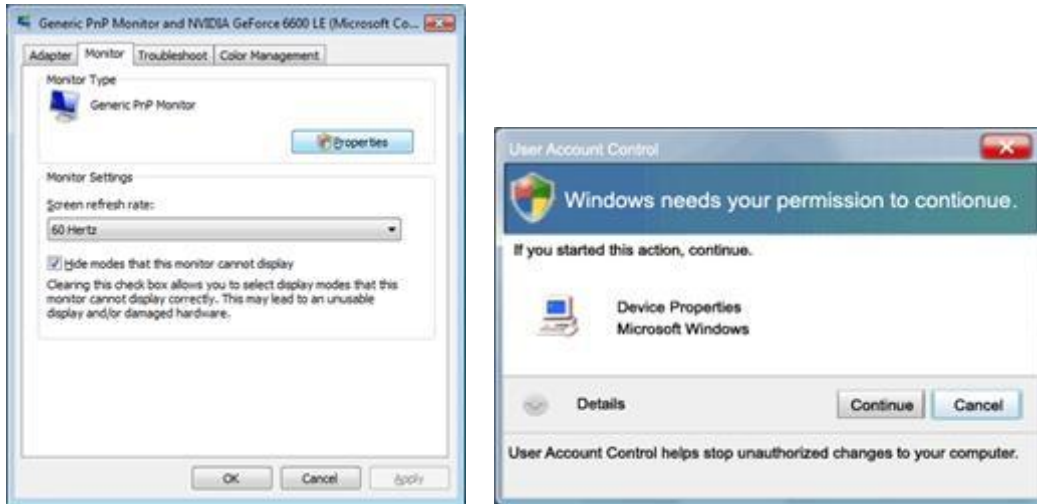 Generic PnP Monitor and NVIDIA GeForce 6600 LE (Microsoft Co...
Adapter Monitor Troubleshoot Color Management
Monitor Type
Generic PnP Monitor
Properties
Monitor Settings
Screen refresh rate:
60 Hertz
Hide modes that this monitor cannot display
Clearing this check box allows you to select display modes that this
monitor cannot display correctly. This may lead to an unusable
display and/or damaged hardware.
OK Cancel Apply
User Account Control
Windows needs your permission to contionue.
If you started this action, continue.
Device Properties
Microsoft Windows
Details Continue Cancel
User Account Control helps stop unauthorized changes to your computer.